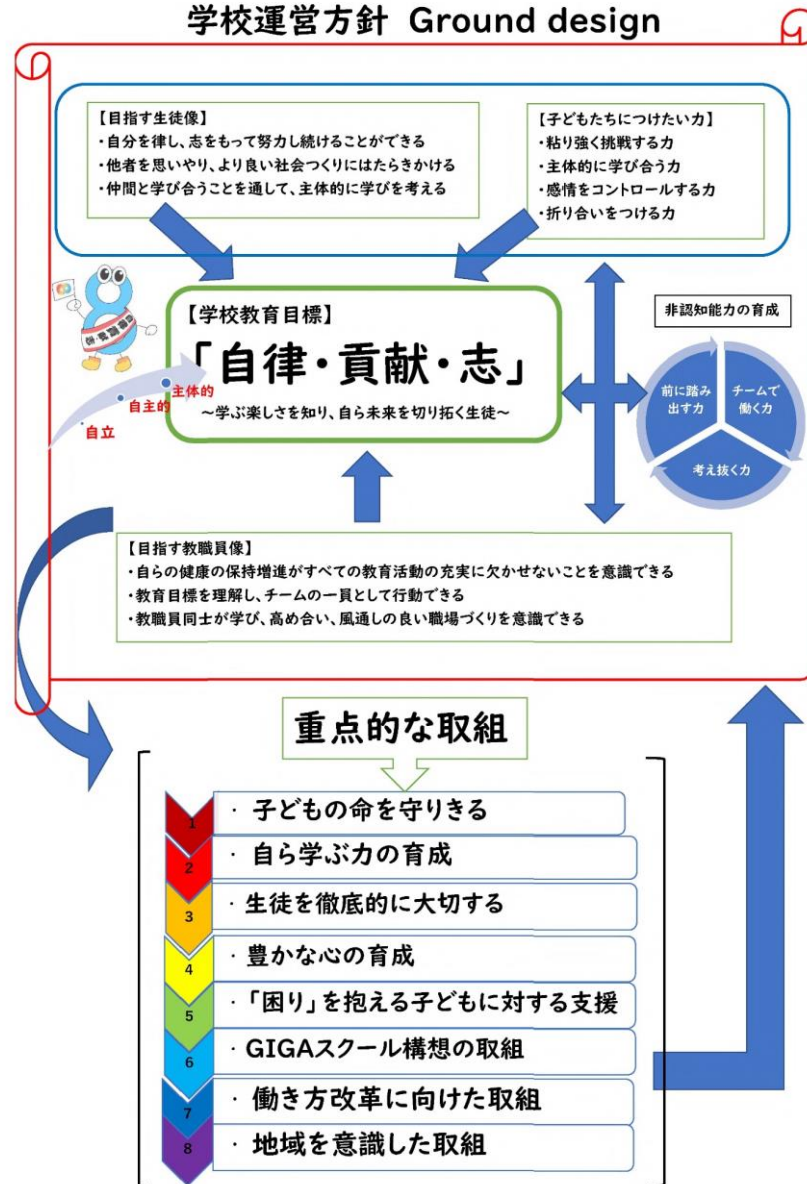 学校運営方針 Ground design
【目指す生徒像】
・自分を律し、志をもって努力し続けることができる
・他者を思いやり、より良い社会つくりにはたらきかける
・仲間と学び合うことを通して、主体的に学びを考える
【子どもたちにつけたい力】
・粘り強く挑戦する力
・主体的に学び合う力
・感情をコントロールする力
・折り合いをつける力
【学校教育目標】
「自律・貢献・志」
~学ぶ楽しさを知り、自ら未来を切り拓く生徒~
自律・貢献・志
主体的
自主的
自立
非認知能力の育成
前に踏み
出す力
チームで
働く力
考え抜く力
【目指す教職員像】
・自らの健康の保持増進がすべての教育活動の充実に欠かせないことを意識できる
・教育目標を理解し、チームの一員として行動できる
・教職員同士が学び、高め合い、風通しの良い職場づくりを意識できる
重点的な取組
1 ・子どもの命を守りきる
2 ・自ら学ぶ力の育成
3 ・生徒を徹底的に大切する
4 ・豊かな心の育成
5 ・「困り」を抱える子どもに対する支援
6 ・GIGAスクール構想の取組
7 ・働き方改革に向けた取組
8 ・地域を意識した取組